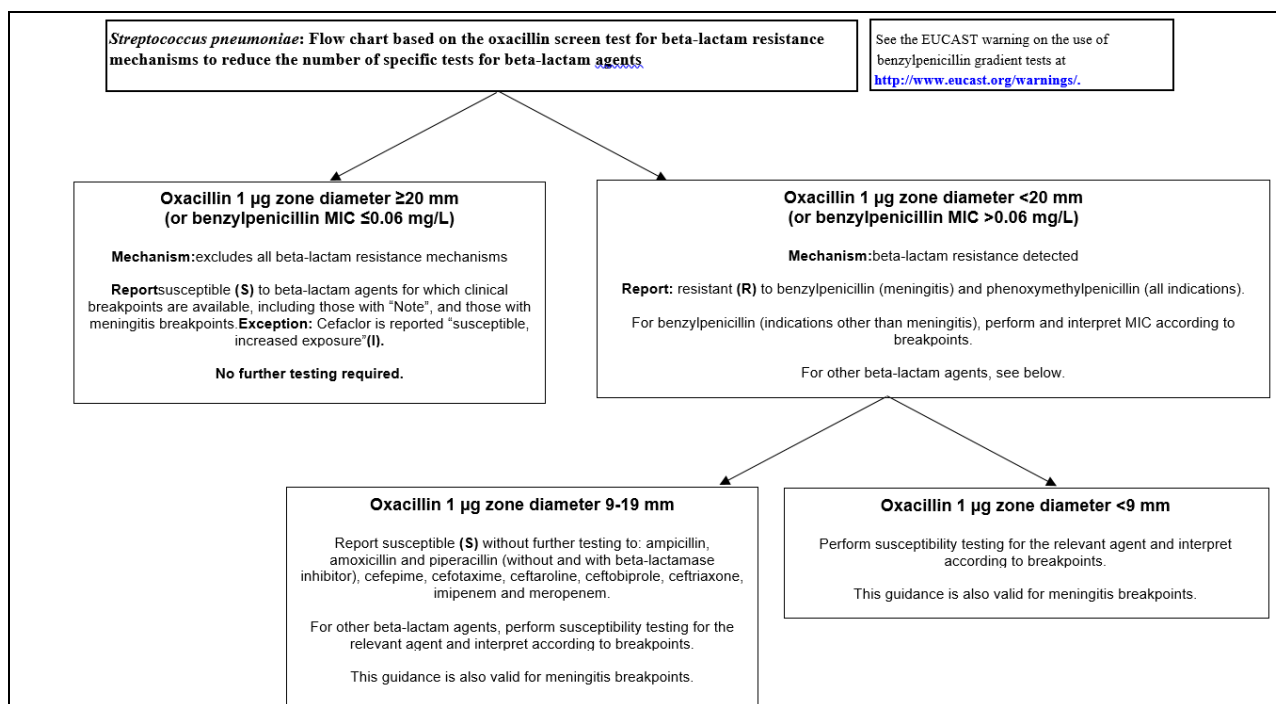 Streptococcus pneumoniae: Flow chart based on the oxacillin screen test for beta-lactam resistance
mechanisms to reduce the number of specific tests for beta-lactam agents
See the EUCAST warning on the use of
benzylpenicillin gradient tests at
http://www.eucast.org/warnings/.
Oxacillin 1 µg zone diameter ≥20 mm
(or benzylpenicillin MIC ≤0.06 mg/L)
Mechanism:excludes all beta-lactam resistance mechanisms
Reportsusceptible (S) to beta-lactam agents for which clinical
breakpoints are available, including those with “Note”, and those with
meningitis breakpoints.Exception: Cefaclor is reported “susceptible,
increased exposure”(I).
No further testing required.
Oxacillin 1 µg zone diameter <20 mm
(or benzylpenicillin MIC >0.06 mg/L)
Mechanism:beta-lactam resistance detected
Report: resistant (R) to benzylpenicillin (meningitis) and phenoxymethylpenicillin (all indications).
For benzylpenicillin (indications other than meningitis), perform and interpret MIC according to
breakpoints.
For other beta-lactam agents, see below.
Oxacillin 1 µg zone diameter 9-19 mm
Report susceptible (S) without further testing to: ampicillin,
amoxicillin and piperacillin (without and with beta-lactamase
inhibitor), cefepime, cefotaxime, ceftaroline, ceftobiprole, ceftriaxone,
imipenem and meropenem.
For other beta-lactam agents, perform susceptibility testing for the
relevant agent and interpret according to breakpoints.
This guidance is also valid for meningitis breakpoints.
Oxacillin 1 µg zone diameter <9 mm
Perform susceptibility testing for the relevant agent and interpret
according to breakpoints.
This guidance is also valid for meningitis breakpoints.